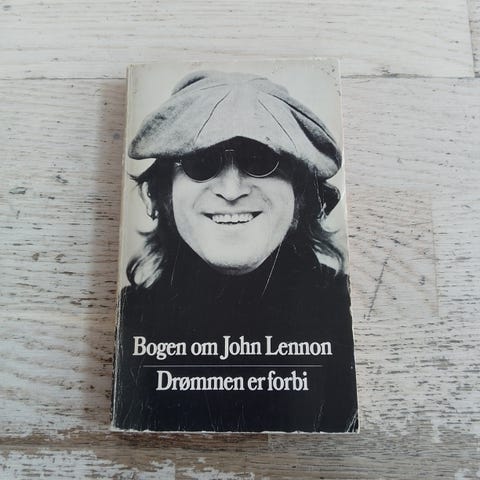 Bogen om John Lennon
Drømmen er forbi